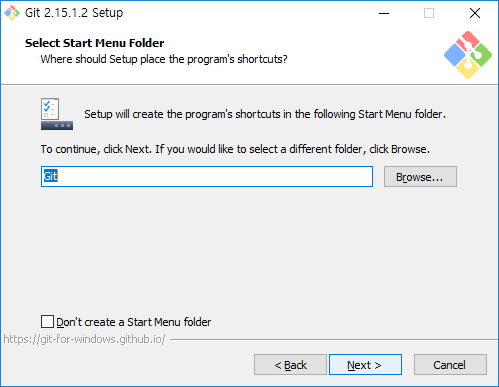 Git 2.15.1.2 Setup
Select Start Menu Folder
Where should Setup place the program's shortcuts?
Setup will create the program's shortcuts in the following Start Menu folder.
To continue, click Next. If you would like to select a different folder, click Browse.
Git
Browse...
Don't create a Start Menu folder
https://git-for-windows.github.io/
< Back
Next >
Cancel